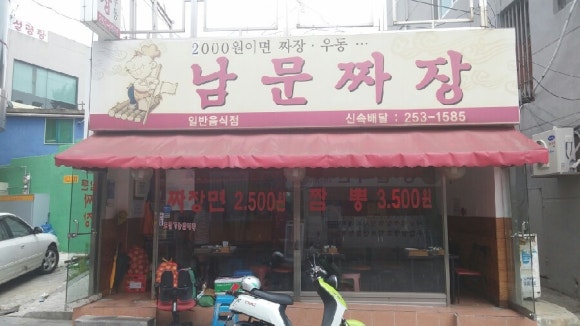 2000원이면 짜장·우동 ...
남문짜장
일반음식점
신속배달 : 253-1585
짜장면 2.500원
짬뽕 3.500원